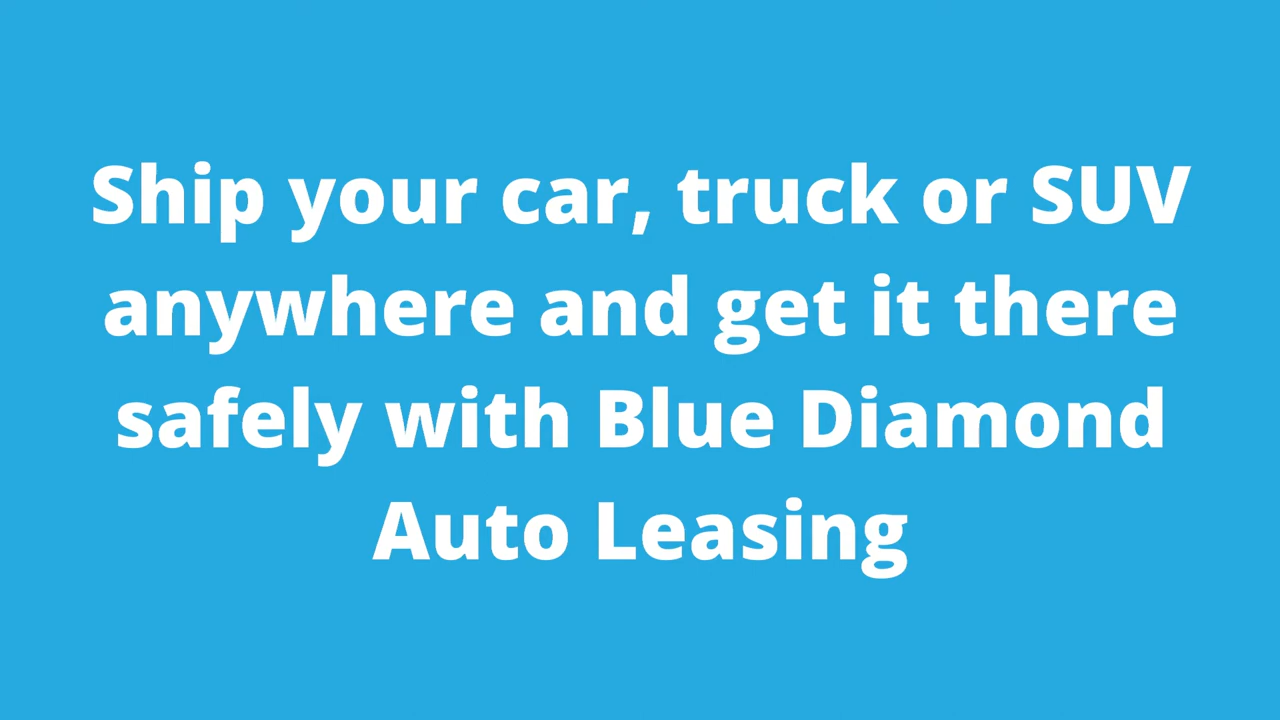 Ship your car, truck or SUV
anywhere and get it there
safely with Blue Diamond
Auto Leasing